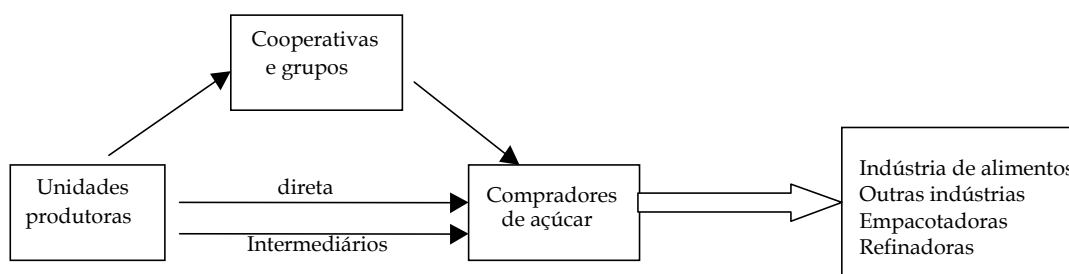 Cooperativas
e grupos
Unidades
produtoras
direta
Intermediários
Compradores
de açúcar
Indústria de alimentos
Outras indústrias
Empacotadoras
Refinadoras